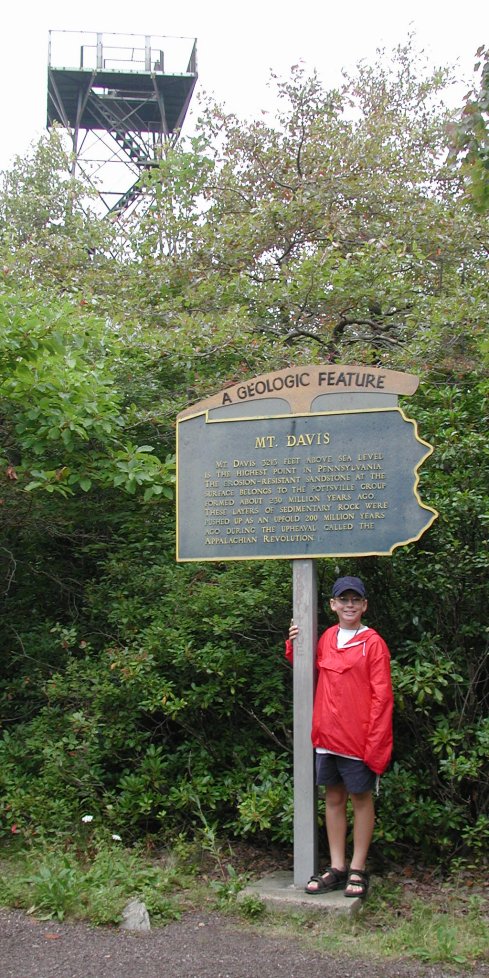 A GEOLOGIC FEATURE
MT. DAVIS
MT. DAVIS 3213 FEET ABOVE SEA LEVEL
IS THE HIGHEST POINT IN PENNSYLVANIA.
THE EROSION-RESISTANT SANDSTONE AT THE
SURFACE BELONGS TO THE POTTSVILLE GROUP
FORMED ABOUT 230 MILLION YEARS AGO.
THESE LAYERS OF SEDIMENTARY ROCK WERE
PUSHED UP AS AN UPFOLD 200 MILLION YEARS
AGO DURING THE UPHEAVAL CALLED THE
APPALACHIAN REVOLUTION